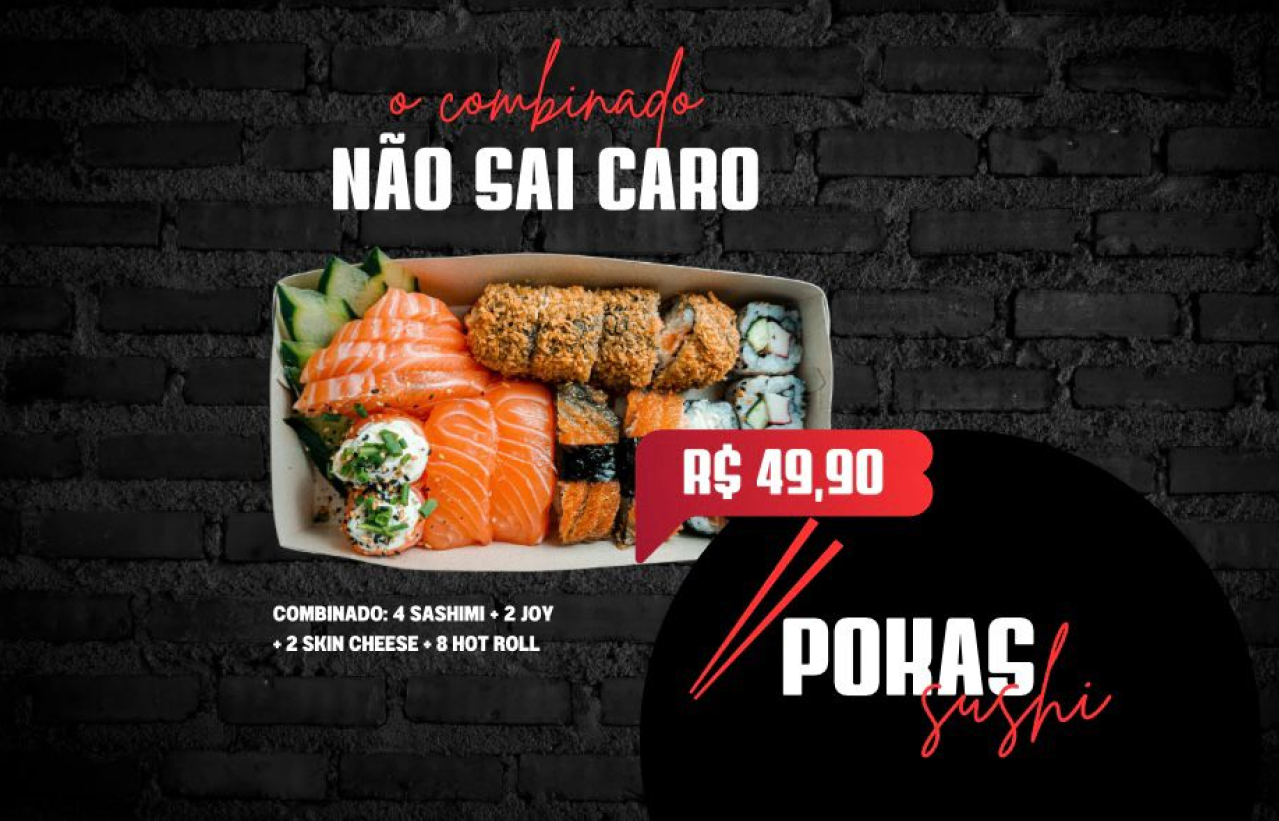 o combinado
NÃO SAI CARO
R$ 49,90
COMBINADO: 4 SASHIMI + 2 JOY
+ 2 SKIN CHEESE + 8 HOT ROLL
POKAS
sushi